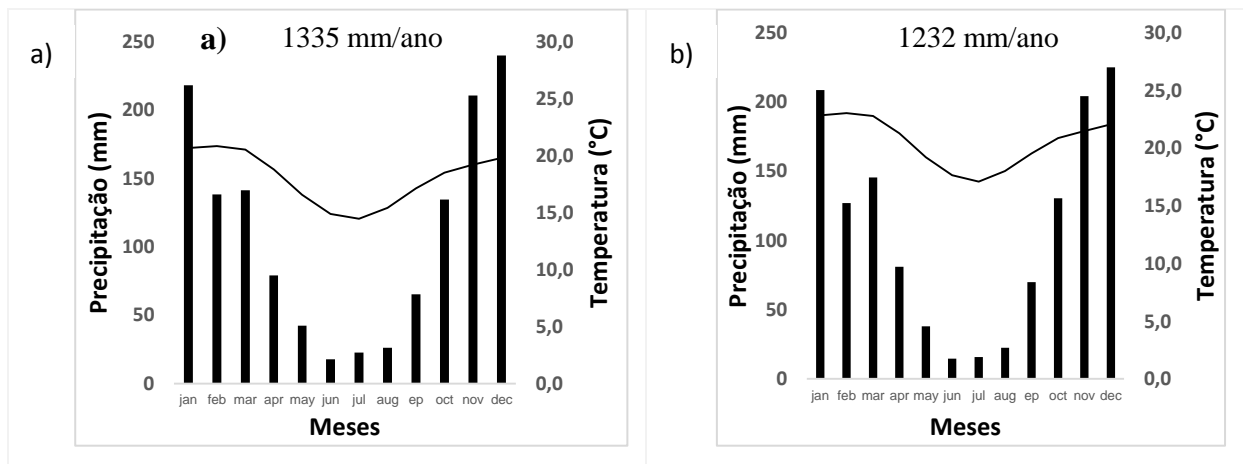 a)
a) 1335 mm/ano
Precipitação (mm)
250
200
150
100
50
0
30,0
25,0
20,0
15,0
10,0
5,0
0,0
Temperatura (°C)
jan feb mar apr may jun jul aug ep oct nov dec
Meses
b)
1232 mm/ano
Precipitação (mm)
250
200
150
100
50
0
30,0
25,0
20,0
15,0
10,0
5,0
0,0
Temperatura (°C)
jan feb mar apr may jun jul aug ep oct nov dec
Meses